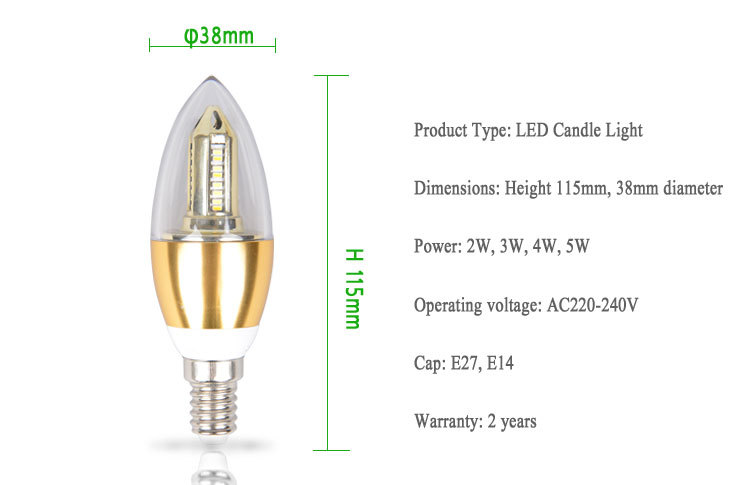 φ38mm
H 115mm
Product Type: LED Candle Light
Dimensions: Height 115mm, 38mm diameter
Power: 2W, 3W, 4W, 5W
Operating voltage: AC220-240V
Cap: E27, E14
Warranty: 2 years